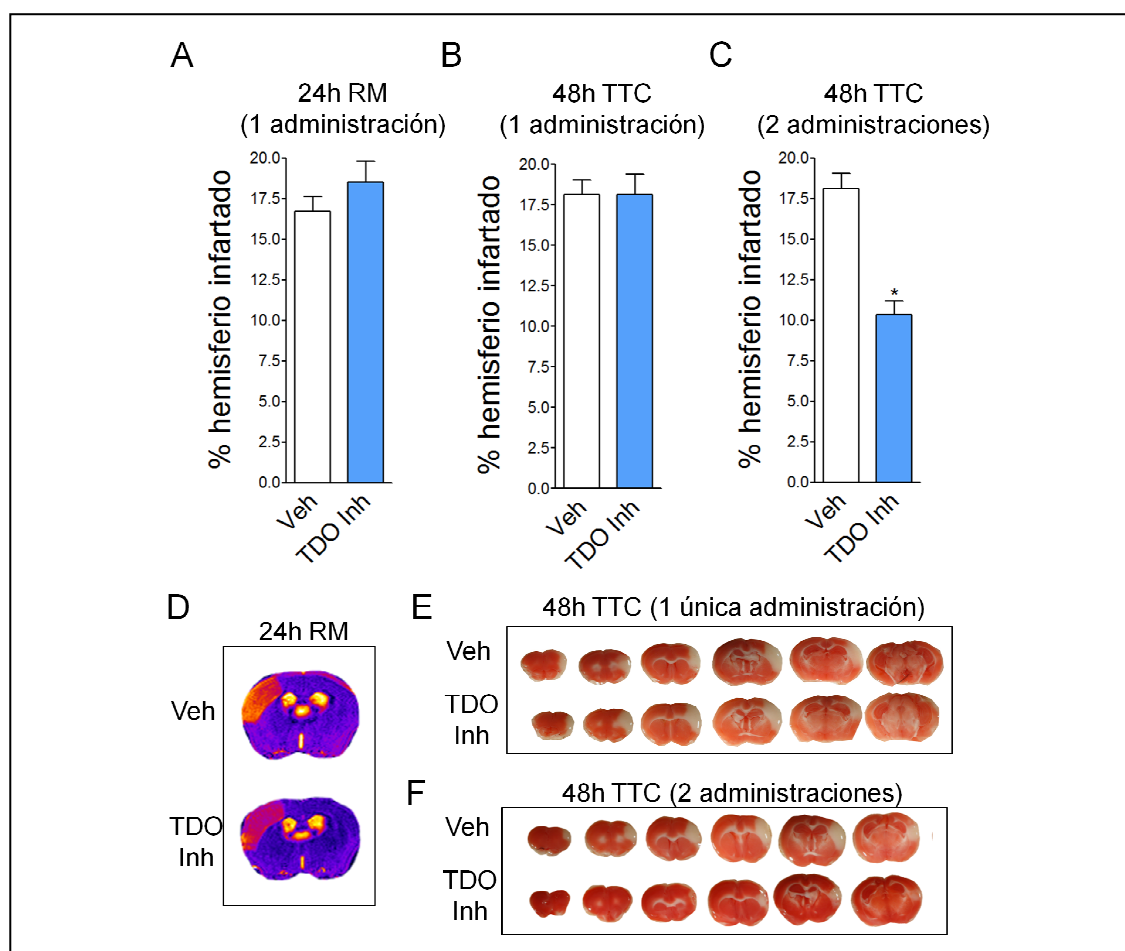 A
24h RM
(1 administración)
% hemisferio infartado
20.0
17.5
15.0
12.5
10.0
7.5
5.0
2.5
0.0
Veh
TDO Inh
B
48h TTC
(1 administración)
% hemisferio infartado
20.0
17.5
15.0
12.5
10.0
7.5
5.0
2.5
0.0
Veh
TDO Inh
C
48h TTC
(2 administraciones)
% hemisferio infartado
20.0
17.5
15.0
12.5
10.0
7.5
5.0
2.5
0.0
*
Veh
TDO Inh
D
24h RM
Veh
TDO
Inh
E
48h TTC (1 única administración)
Veh
TDO
Inh
F
48h TTC (2 administraciones)
Veh
TDO
Inh